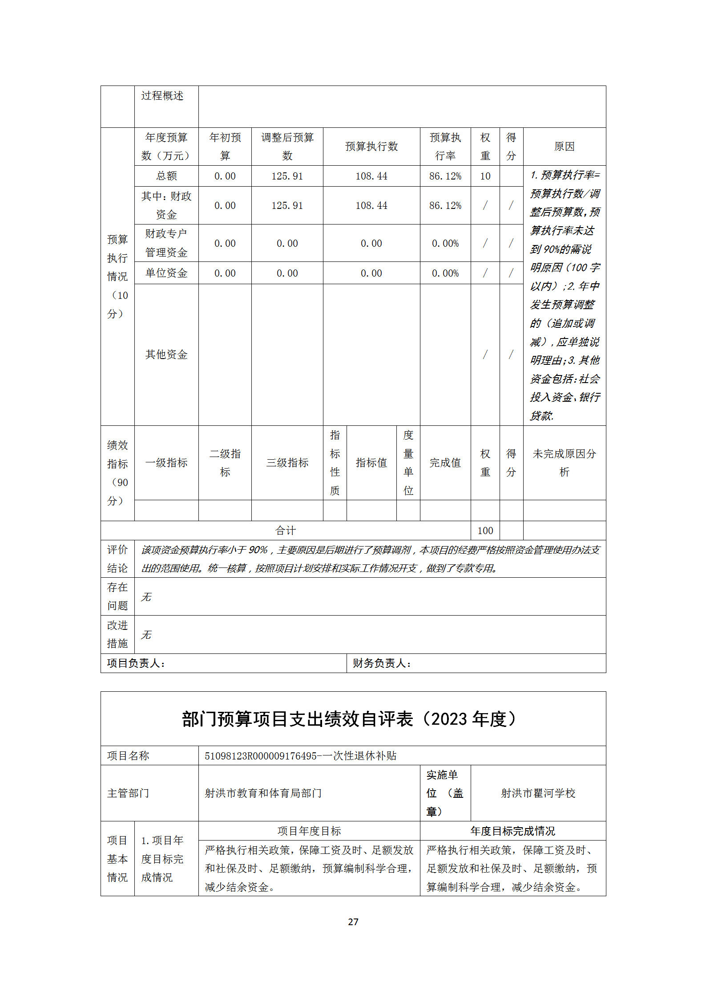 过程概述
年度预算
数（万元）
年初预
算
调整后预算
数
预算执行数
预算执
行率
权
重
得
分
原因
预算
执行
情况
（10
分）
总额
0.00
125.91
108.44
86.12%
10
其中：财政
资金
0.00
125.91
108.44
86.12%
/
/
财政专户
管理资金
0.00
0.00
0.00
0.00%
/
/
单位资金
0.00
0.00
0.00
0.00%
/
/
其他资金
/
/
1.预算执行率=
预算执行数/调
整后预算数，预
算执行率未达
到90%的需说
明原因（100字
以内）;2.年中
发生预算调整
的（追加或调
减）,应单独说
明理由;3.其他
资金包括：社会
投入资金、银行
贷款.
绩效
指标
（90
分）
一级指标
二级指
标
三级指标
指
标
性
质
指标值
度
量
单
位
完成值
权
重
得
分
未完成原因分
析
合计
100
评价
结论
该项资金预算执行率小于90%，主要原因是后期进行了预算调剂，本项目的经费严格按照资金管理使用办法支
出的范围使用。统一核算，按照项目计划安排和实际工作情况开支，做到了专款专用。
存在
问题
无
改进
措施
无
项目负责人：
财务负责人：
部门预算项目支出绩效自评表（2023 年度）
项目名称
51098123R000009176495-一次性退休补贴
主管部门
射洪市教育和体育局部门
实施单
位 （盖
章）
射洪市瞿河学校
项目
基本
情况
1.项目年
度目标完
成情况
项目年度目标
年度目标完成情况
严格执行相关政策，保障工资及时、足额发放
和社保及时、足额缴纳，预算编制科学合理，
减少结余资金。
严格执行相关政策，保障工资及时、
足额发放和社保及时、足额缴纳，预
算编制科学合理，减少结余资金。
27